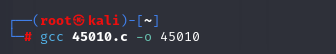 ┌──(root㉿kali)-[~]
└─# gcc 45010.c -o 45010